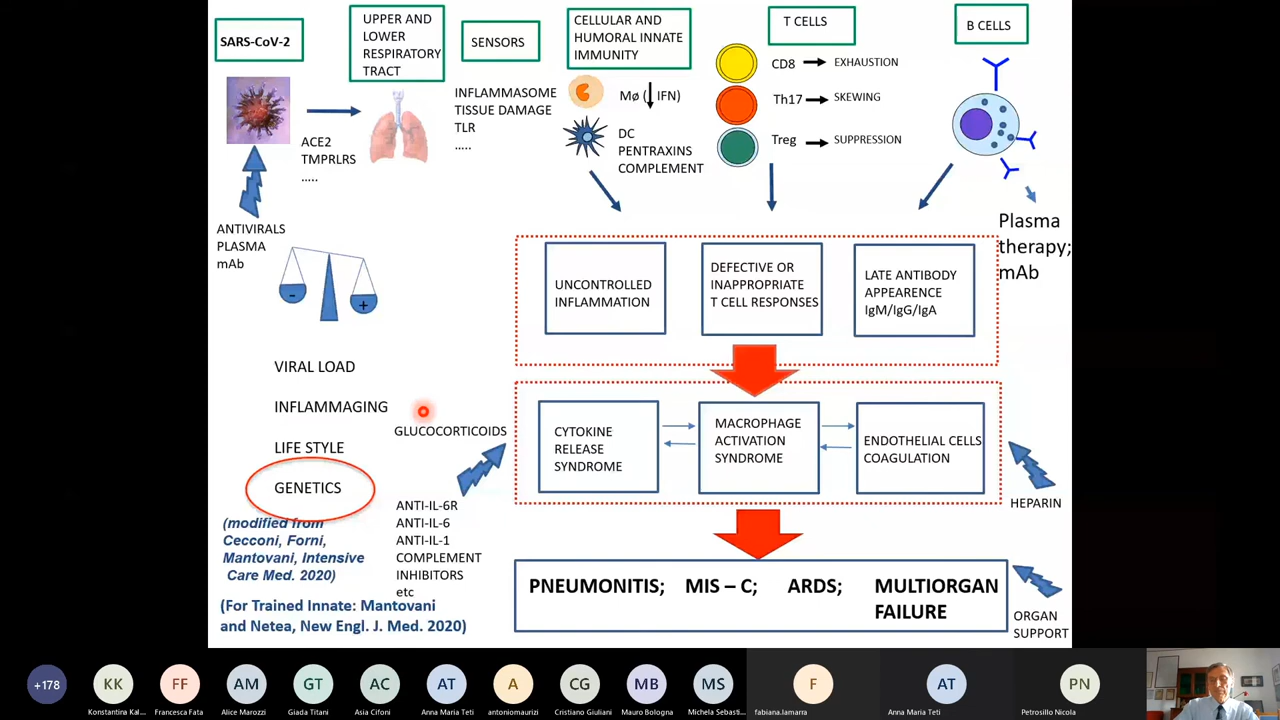 SARS-CoV-2
UPPER AND
LOWER
RESPIRATORY
TRACT
SENSORS
CELLULAR AND
HUMORAL INNATE
IMMUNITY
T CELLS
B CELLS
ACE2
TMPRLRS
.....
INFLAMMASOME
TISSUE DAMAGE
TLR
.....
Mø ( IFN)
DC
PENTRAXINS
COMPLEMENT
CD8 EXHAUSTION
Th17 SKEWING
Treg SUPPRESSION
ANTIVIRALS
PLASMA
mAb
Plasma
therapy;
mAb
- +
UNCONTROLLED
INFLAMMATION
DEFECTIVE OR
INAPPROPRIATE
T CELL RESPONSES
LATE ANTIBODY
APPEARENCE
IgM/IgG/IgA
VIRAL LOAD
INFLAMMAGING
LIFE STYLE
GENETICS
GLUCOCORTICOIDS
CYTOKINE
RELEASE
SYNDROME
MACROPHAGE
ACTIVATION
SYNDROME
ENDOTHELIAL CELLS
COAGULATION
HEPARIN
ANTI-IL-6R
ANTI-IL-6
ANTI-IL-1
COMPLEMENT
INHIBITORS
etc
(modified from
Cecconi, Forni,
Mantovani, Intensive
Care Med. 2020)
(For Trained Innate: Mantovani
and Netea, New Engl. J. Med. 2020)
PNEUMONITIS; MIS – C; ARDS; MULTIORGAN
FAILURE
ORGAN
SUPPORT
+178 KK FF AM GT AC AT A CG MB MS F AT PN
Konstantina Kal... Francesca Fata Alice Marozzi Giada Titani Asia Cifoni Anna Maria Teti antoniomaurizi Cristiano Giuliani Mauro Bologna Michela Sebasti... fabiana.lamarra Anna Maria Teti Petrosillo Nicola